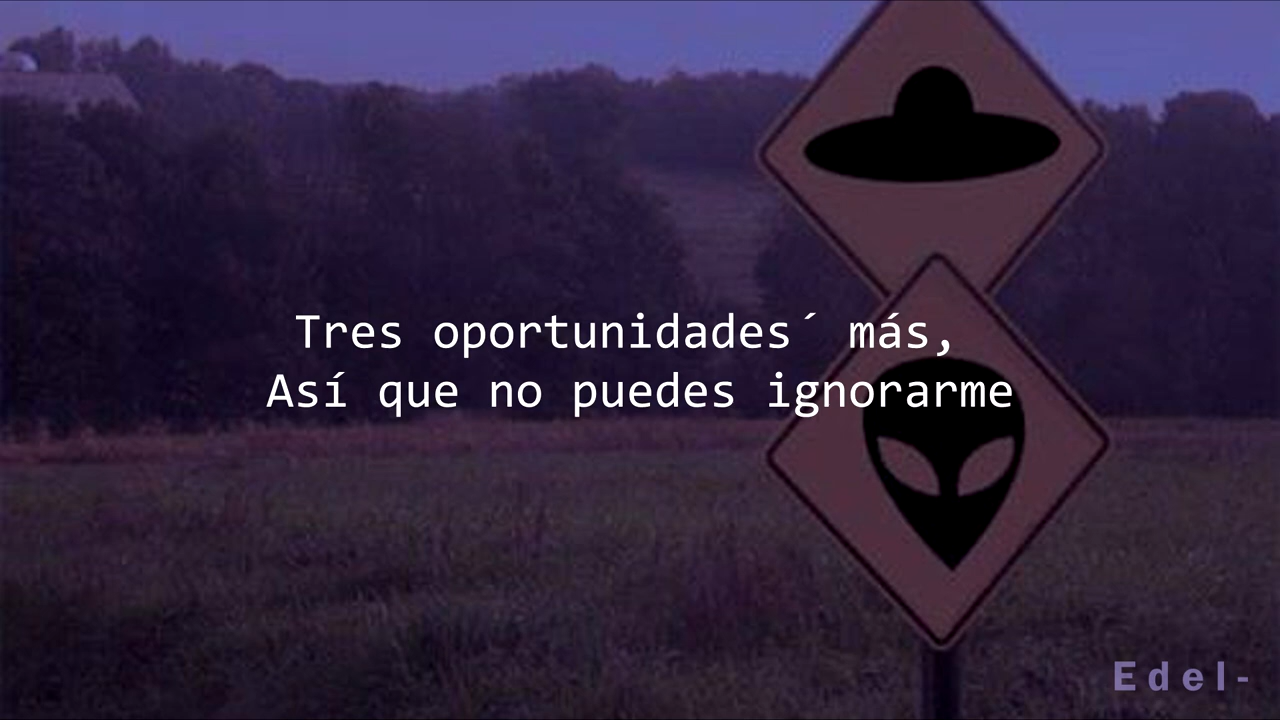 Tres oportunidades´ más,
Así que no puedes ignorarme
Edel-